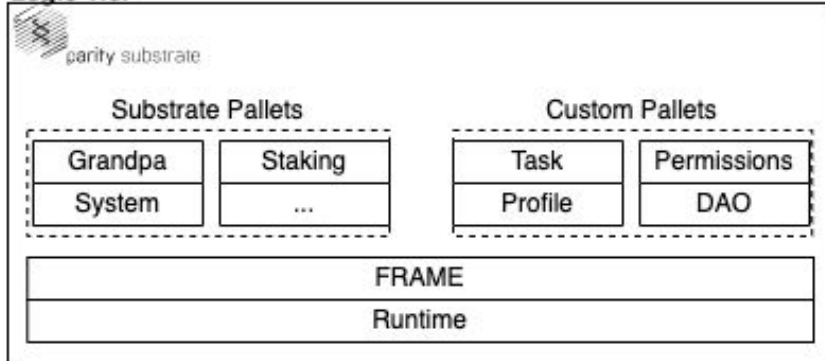 parity substrate
Substrate Pallets
Custom Pallets
Grandpa
Staking
Task
Permissions
System
...
Profile
DAO
FRAME
Runtime